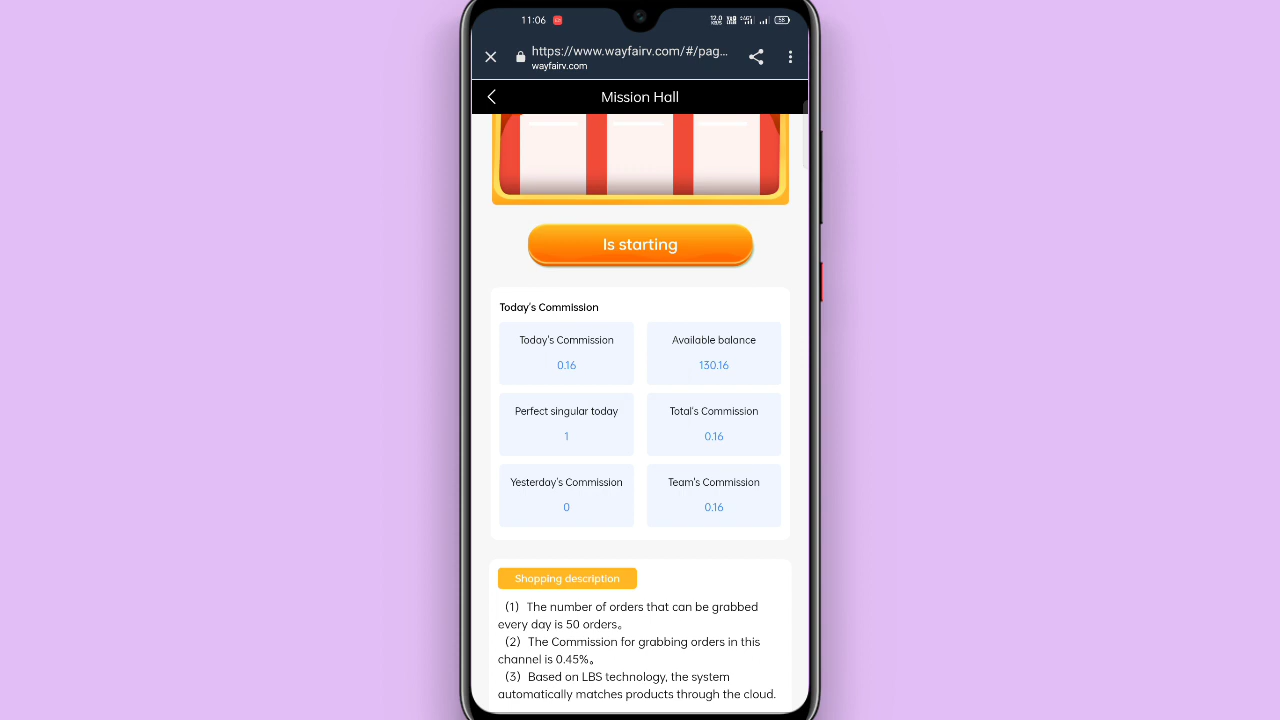 11:06
12.0 KB/S
58
https://www.wayfairv.com/#/pag...
wayfairv.com
Mission Hall
Is starting
Today's Commission
Today's Commission
Available balance
0.16
130.16
Perfect singular today
Total's Commission
1
0.16
Yesterday's Commission
Team's Commission
0
0.16
Shopping description
（1）The number of orders that can be grabbed
every day is 50 orders。
（2）The Commission for grabbing orders in this
channel is 0.45%。
（3）Based on LBS technology, the system
automatically matches products through the cloud.